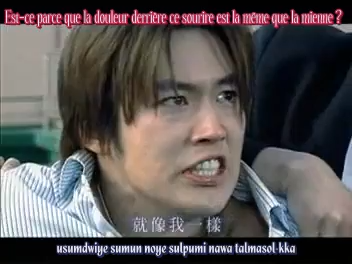 Est-ce parce que la douleur derrière ce sourire est la même que la mienne ?
就像我一樣
usumdwiye sumun noye sulpumi nawa talmasol kka